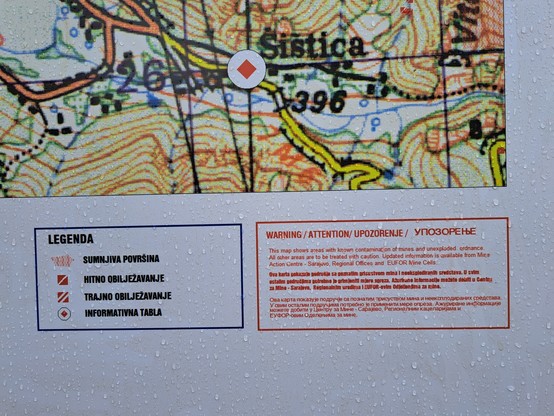 Šištica
26
396
8
LEGENDA
SUMNJIVA POVRŠINA
HITNO OBILJEŽAVANJE
TRAJNO OBILJEŽAVANJE
INFORMATIVNA TABLA
WARNING / ATTENTION / UPOZORENJE / УПОЗОРЕЊЕ
This map shows areas with known contamination of mines and unexploded ordnance.
All other areas are to be treated with caution. Updated information is available from Mine
Action Centre - Sarajevo, Regional Offices and EUFOR Mine Cells.
Ova karta pokazuje područja sa poznatim prisustvom mina i neeksplodiranih sredstava. U svim
ostalim područjima potrebno je primijeniti mjere opreza. Ažurirane informacije možete dobiti u Centru
za Mine - Sarajevo, Regionalnim uredima i EUFOR-ovim Odjelima za mine.
Ова карта показује подручје са познатим присуством мина и неексплодираних средстава.
У свим осталим подручјима потребно је примијенити мјере опреза. Ажуриране информације
можете добити у Центру за Мине - Сарајево, Регионалним канцеларијама и
ЕУФОР-овим Одјељењима за мине.